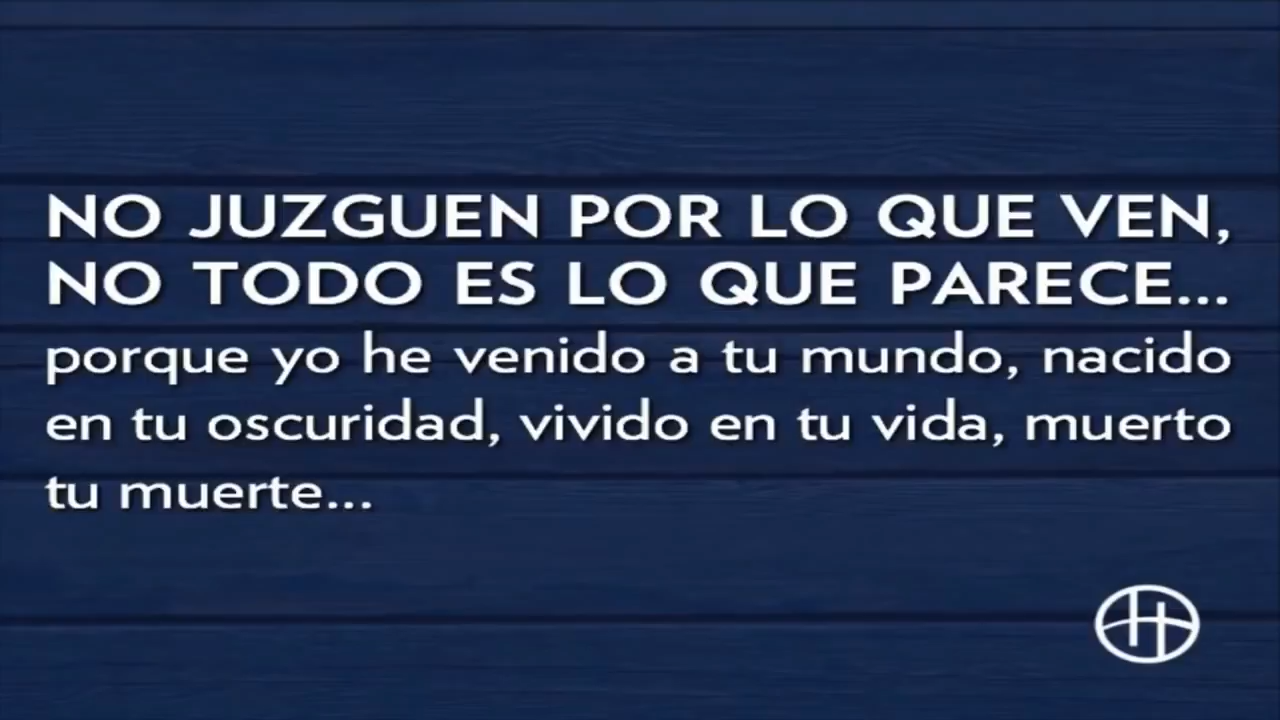 NO JUZGUEN POR LO QUE VEN,
NO TODO ES LO QUE PARECE...
porque yo he venido a tu mundo, nacido
en tu oscuridad, vivido en tu vida, muerto
tu muerte...